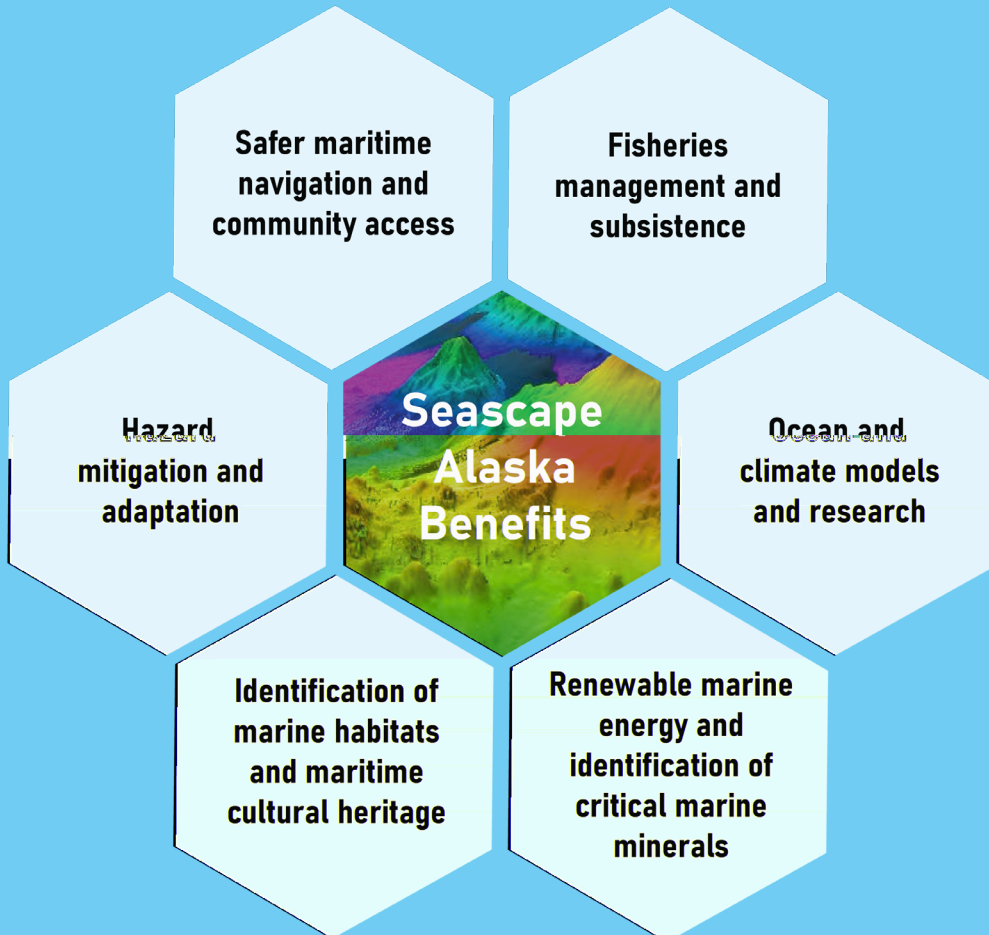 Safer maritime
navigation and
community access
Fisheries
management and
subsistence
Hazard
mitigation and
adaptation
Seascape
Alaska
Benefits
Ocean and
climate models
and research
Identification of
marine habitats
and maritime
cultural heritage
Renewable marine
energy and
identification of
critical marine
minerals